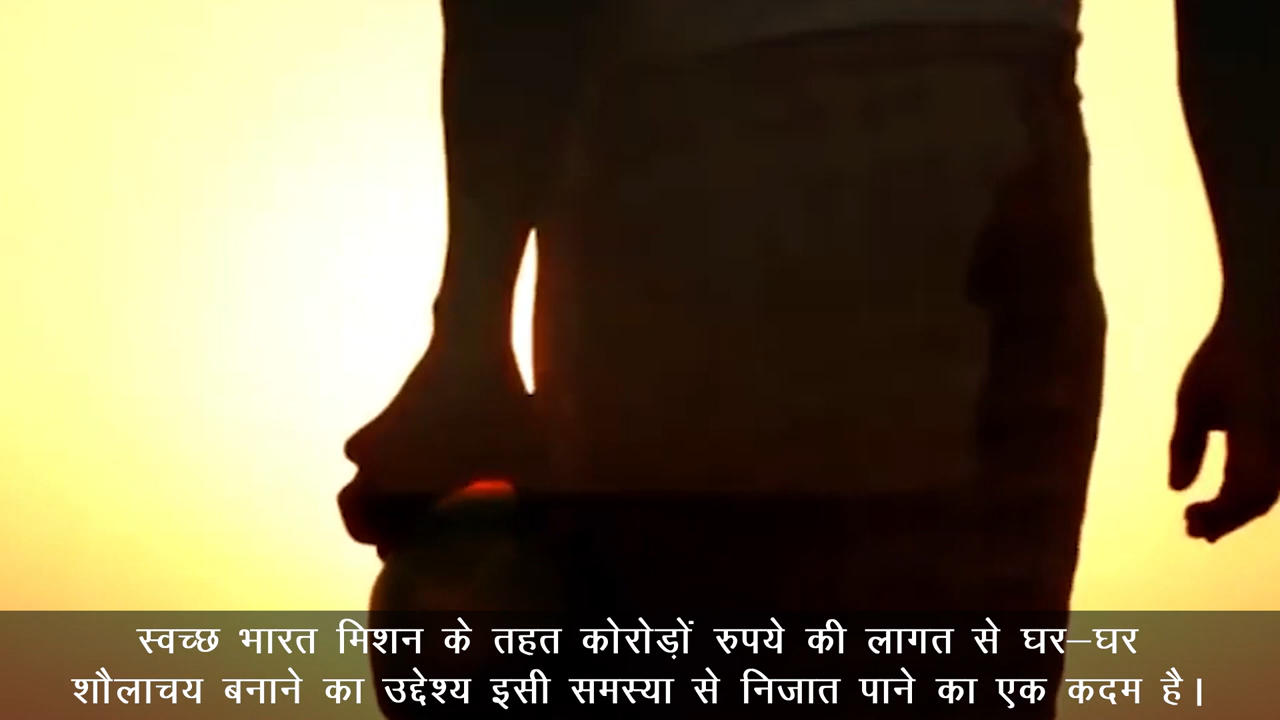 स्वच्छ भारत मिशन के तहत कोरोड़ों रुपये की लागत से घर–घर
शौलाचय बनाने का उद्देश्य इसी समस्या से निजात पाने का एक कदम है।